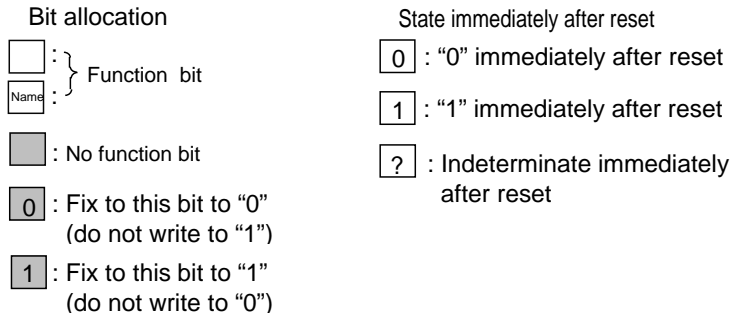 Bit allocation
:
Function bit
Name :
: No function bit
0 : Fix to this bit to “0”
(do not write to “1”)
1 : Fix to this bit to “1”
(do not write to “0”)
State immediately after reset
0 : “0” immediately after reset
1 : “1” immediately after reset
? : Indeterminate immediately
after reset